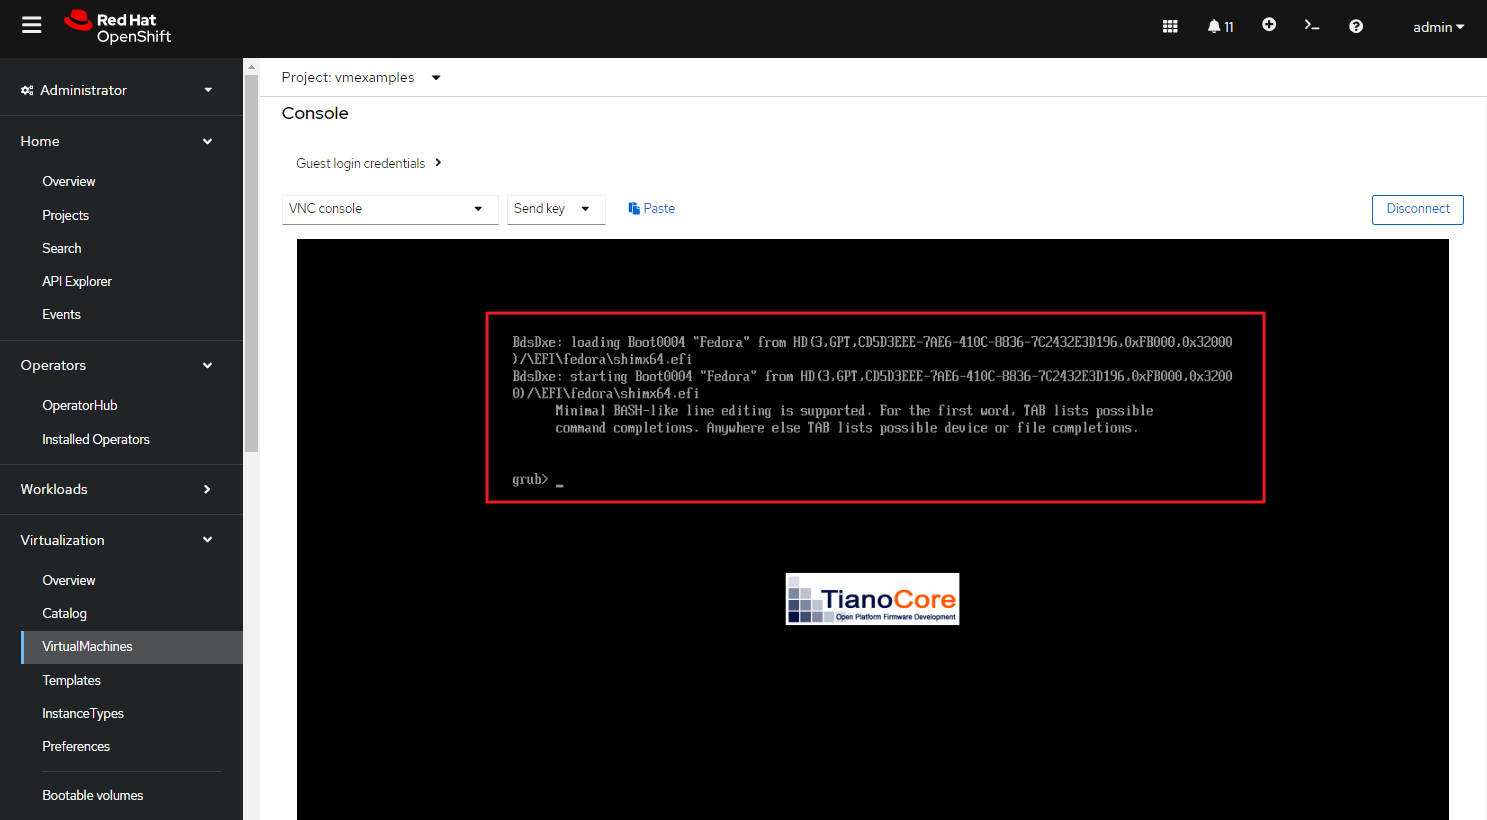 Red Hat
OpenShift
11
admin
Administrator
Home
Overview
Projects
Search
API Explorer
Events
Operators
OperatorHub
Installed Operators
Workloads
Virtualization
Overview
Catalog
VirtualMachines
Templates
InstanceTypes
Preferences
Bootable volumes
Project: vmexamples
Console
Guest login credentials
VNC console
Send key
Paste
Disconnect
BdsDxe: loading Boot0004 "Fedora" from HD(3,GPT,CD5D3EEE-7AE6-410C-8836-7C2432E3D196,0xFB000,0x32000
)/\EFI\fedora\shimx64.efi
BdsDxe: starting Boot0004 "Fedora" from HD(3,GPT,CD5D3EEE-7AE6-410C-8836-7C2432E3D196,0xFB000,0x3200
0)/\EFI\fedora\shimx64.efi
Minimal BASH-like line editing is supported. For the first word, TAB lists possible
command completions. Anywhere else TAB lists possible device or file completions.
grub> _
TianoCore
Open Platform Firmware Development